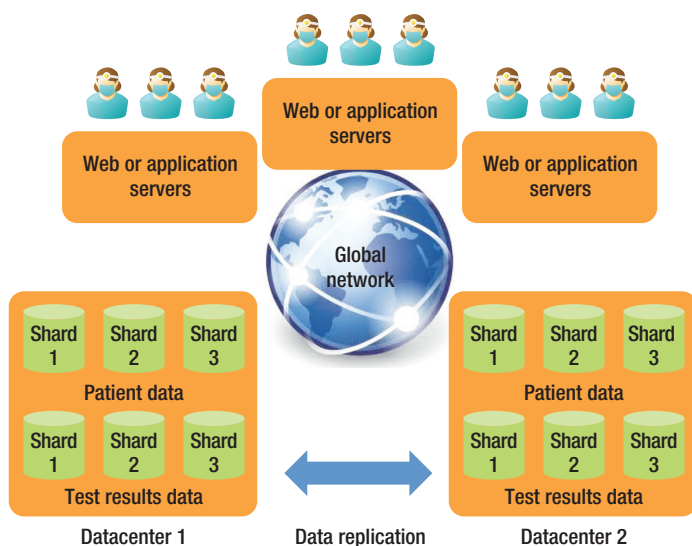 Web or application
servers
Web or application
servers
Web or application
servers
Global
network
Shard
1
Shard
2
Shard
3
Patient data
Shard
1
Shard
2
Shard
3
Test results data
Shard
1
Shard
2
Shard
3
Patient data
Shard
1
Shard
2
Shard
3
Test results data
Datacenter 1
Data replication
Datacenter 2